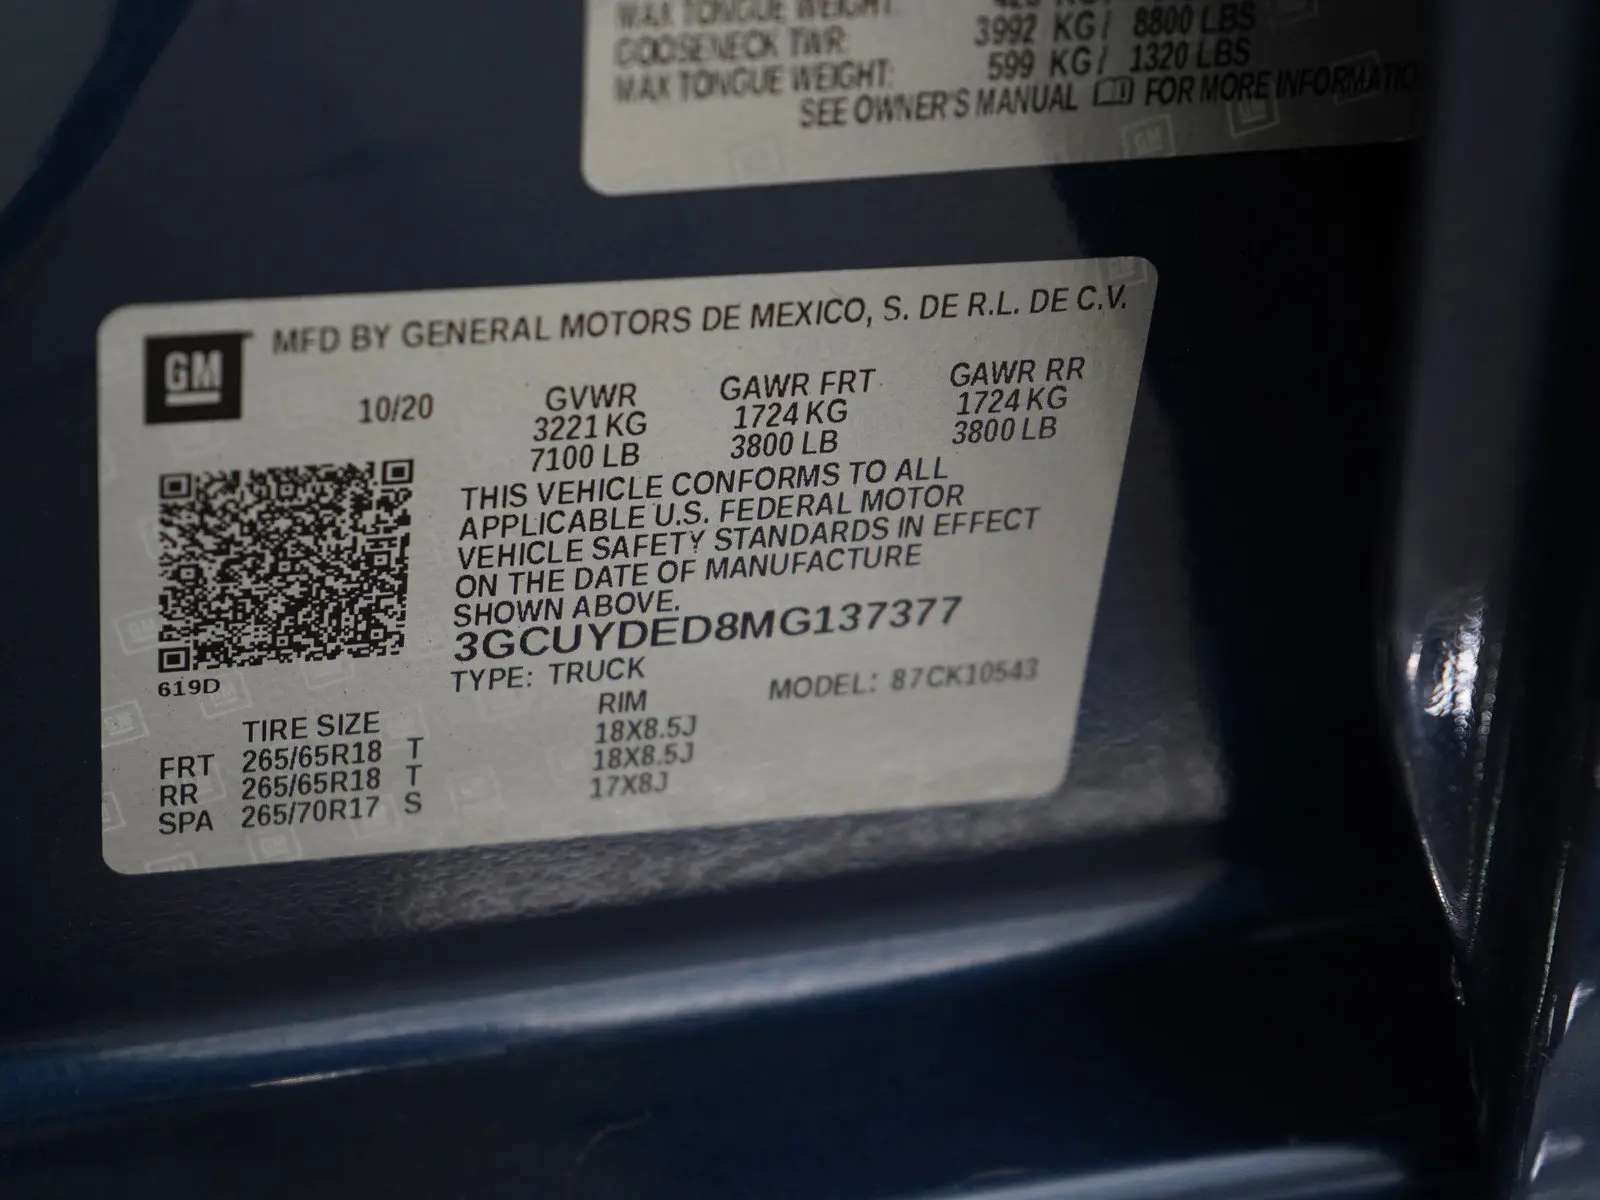 MAX TONGUE WEIGHT:
GOOSENECK TWR: 3992 KG/ 8800 LBS
MAX TONGUE WEIGHT: 599 KG/ 1320 LBS
SEE OWNER'S MANUAL FOR MORE INFORMATIO
GM MFD BY GENERAL MOTORS DE MEXICO, S. DE R.L. DE C.V.
10/20 GVWR GAWR FRT GAWR RR
3221 KG 1724 KG 1724 KG
7100 LB 3800 LB 3800 LB
THIS VEHICLE CONFORMS TO ALL
APPLICABLE U.S. FEDERAL MOTOR
VEHICLE SAFETY STANDARDS IN EFFECT
ON THE DATE OF MANUFACTURE
SHOWN ABOVE.
3GCUYDED8MG137377
619D
TYPE: TRUCK MODEL: 87CK10543
TIRE SIZE RIM
FRT 265/65R18 T 18X8.5J
RR 265/65R18 T 18X8.5J
SPA 265/70R17 S 17X8J